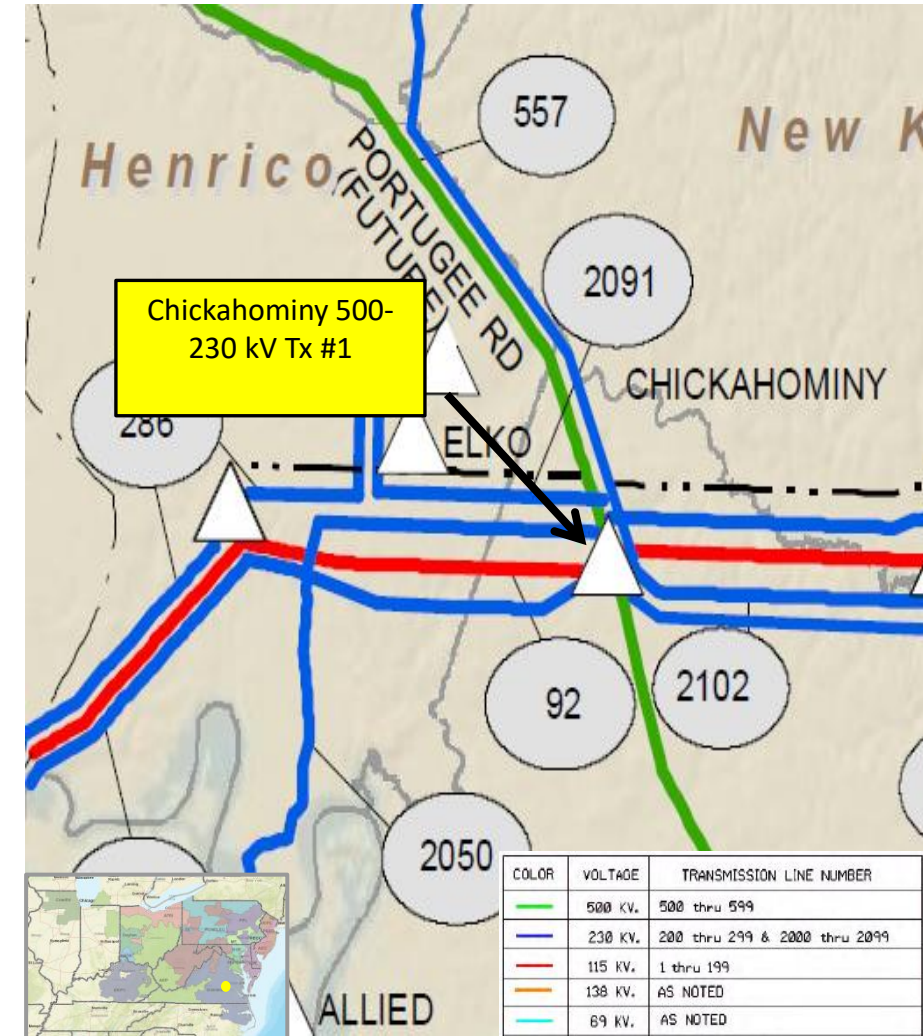 557
Henrico
New K
PORTUGEE RD
(FUTURE)
2091
Chickahominy 500-
230 kV Tx #1
CHICKAHOMINY
286
ELKO
92
2102
2050
ALLIED
COLOR VOLTAGE TRANSMISSION LINE NUMBER
500 KV. 500 thru 599
230 KV. 200 thru 299 & 2000 thru 2099
115 KV. 1 thru 199
138 KV. AS NOTED
69 KV. AS NOTED